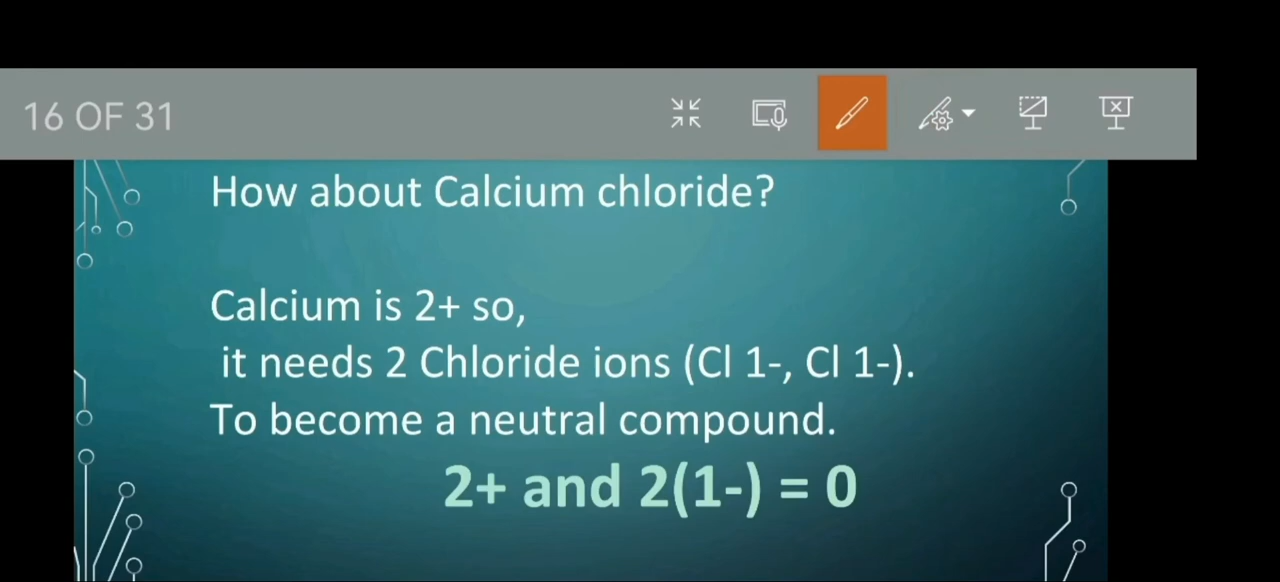 16 OF 31
How about Calcium chloride?
Calcium is 2+ so,
it needs 2 Chloride ions (Cl 1-, Cl 1-).
To become a neutral compound.
2+ and 2(1-) = 0